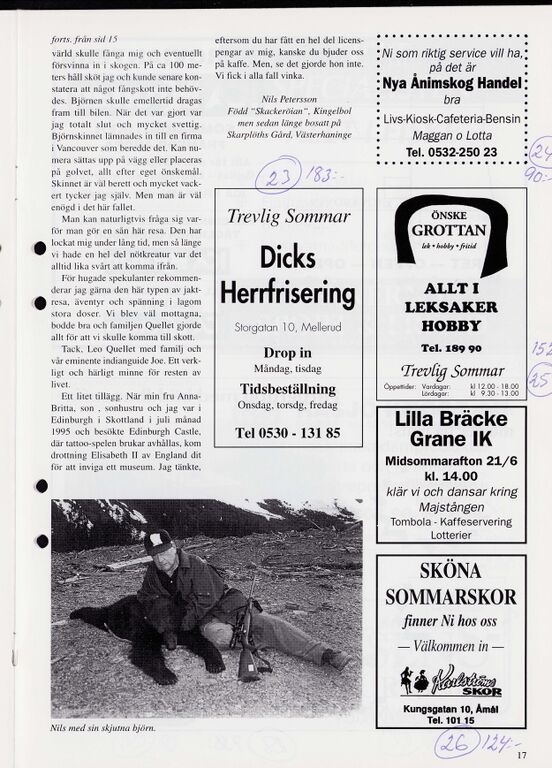 forts. från sid 15
värld skulle fånga mig och eventuellt
försvinna in i skogen. På ca 100 me-
ters håll sköt jag och kunde senare kon-
statera att något fångskott inte behöv-
des. Björnen skulle emellertid dragas
fram till bilen. När det var gjort var
jag totalt slut och mycket svettig.
Björnskinnet lämnades in till en firma
i Vancouver som beredde det. Kan nu-
mera sättas upp på vägg eller placeras
på golvet, allt efter eget önskemål.
Skinnet är väl berett och mycket vack-
ert tycker jag själv. Men man är väl
enögd i det här fallet.
Man kan naturligtvis fråga sig var-
för man gör en sån här resa. Den har
lockat mig under lång tid, men så länge
vi hade en hel del nötkreatur var det
alltid lika svårt att komma ifrån.
För hugade spekulanter rekommen-
derar jag gärna den här typen av jakt-
resa, äventyr och spänning i lagom
stora doser. Vi blev väl mottagna,
bodde bra och familjen Quellet gjorde
allt för att vi skulle komma till skott.
Tack, Leo Quellet med familj och
vår eminente indianguide Joe. Ett verk-
ligt och härligt minne för resten av
livet.
Ett litet tillägg. När min fru Anna-
Britta, son, sonhustru och jag var i
Edinburgh i Skottland i juli månad
1995 och besökte Edinburgh Castle,
där tattoo-spelen brukar avhållas, kom
drottning Elisabeth II av England dit
för att inviga ett museum. Jag tänkte,
eftersom du har fått en hel del licens-
pengar av mig, kanske du bjuder oss
på kaffe. Men, se det gjorde hon inte.
Vi fick i alla fall vinka.
Nils Petersson
Född "Skackeröian", Kingelbol
men sedan länge bosatt på
Skarplöths Gård, Västerhaninge
23 183:-
Trevlig Sommar
Dicks
Herrfrisering
Storgatan 10, Mellerud
Drop in
Måndag, tisdag
Tidsbeställning
Onsdag, torsdg, fredag
Tel 0530 - 131 85
Ni som riktig service vill ha,
på det är
Nya Ånimskog Handel
bra
Livs-Kiosk-Cafeteria-Bensin
Maggan o Lotta
Tel. 0532-250 23
24
90:-
ÖNSKE
GROTTAN
lek • hobby • fritid
ALLT I
LEKSAKER
HOBBY
Tel. 189 90
Trevlig Sommar
Öppettider: Vardagar: kl 12.00 - 18.00
Lördagar: kl 9.30 - 13.00
152
25
Lilla Bräcke
Grane IK
Midsommarafton 21/6
kl. 14.00
klär vi och dansar kring
Majstången
Tombola - Kaffeservering
Lotterier
SKÖNA
SOMMARSKOR
finner Ni hos oss
— Välkommen in —
Karlströms
SKOR
Kungsgatan 10, Åmål
Tel. 101 15
26 124:-
Nils med sin skjutna björn.
17